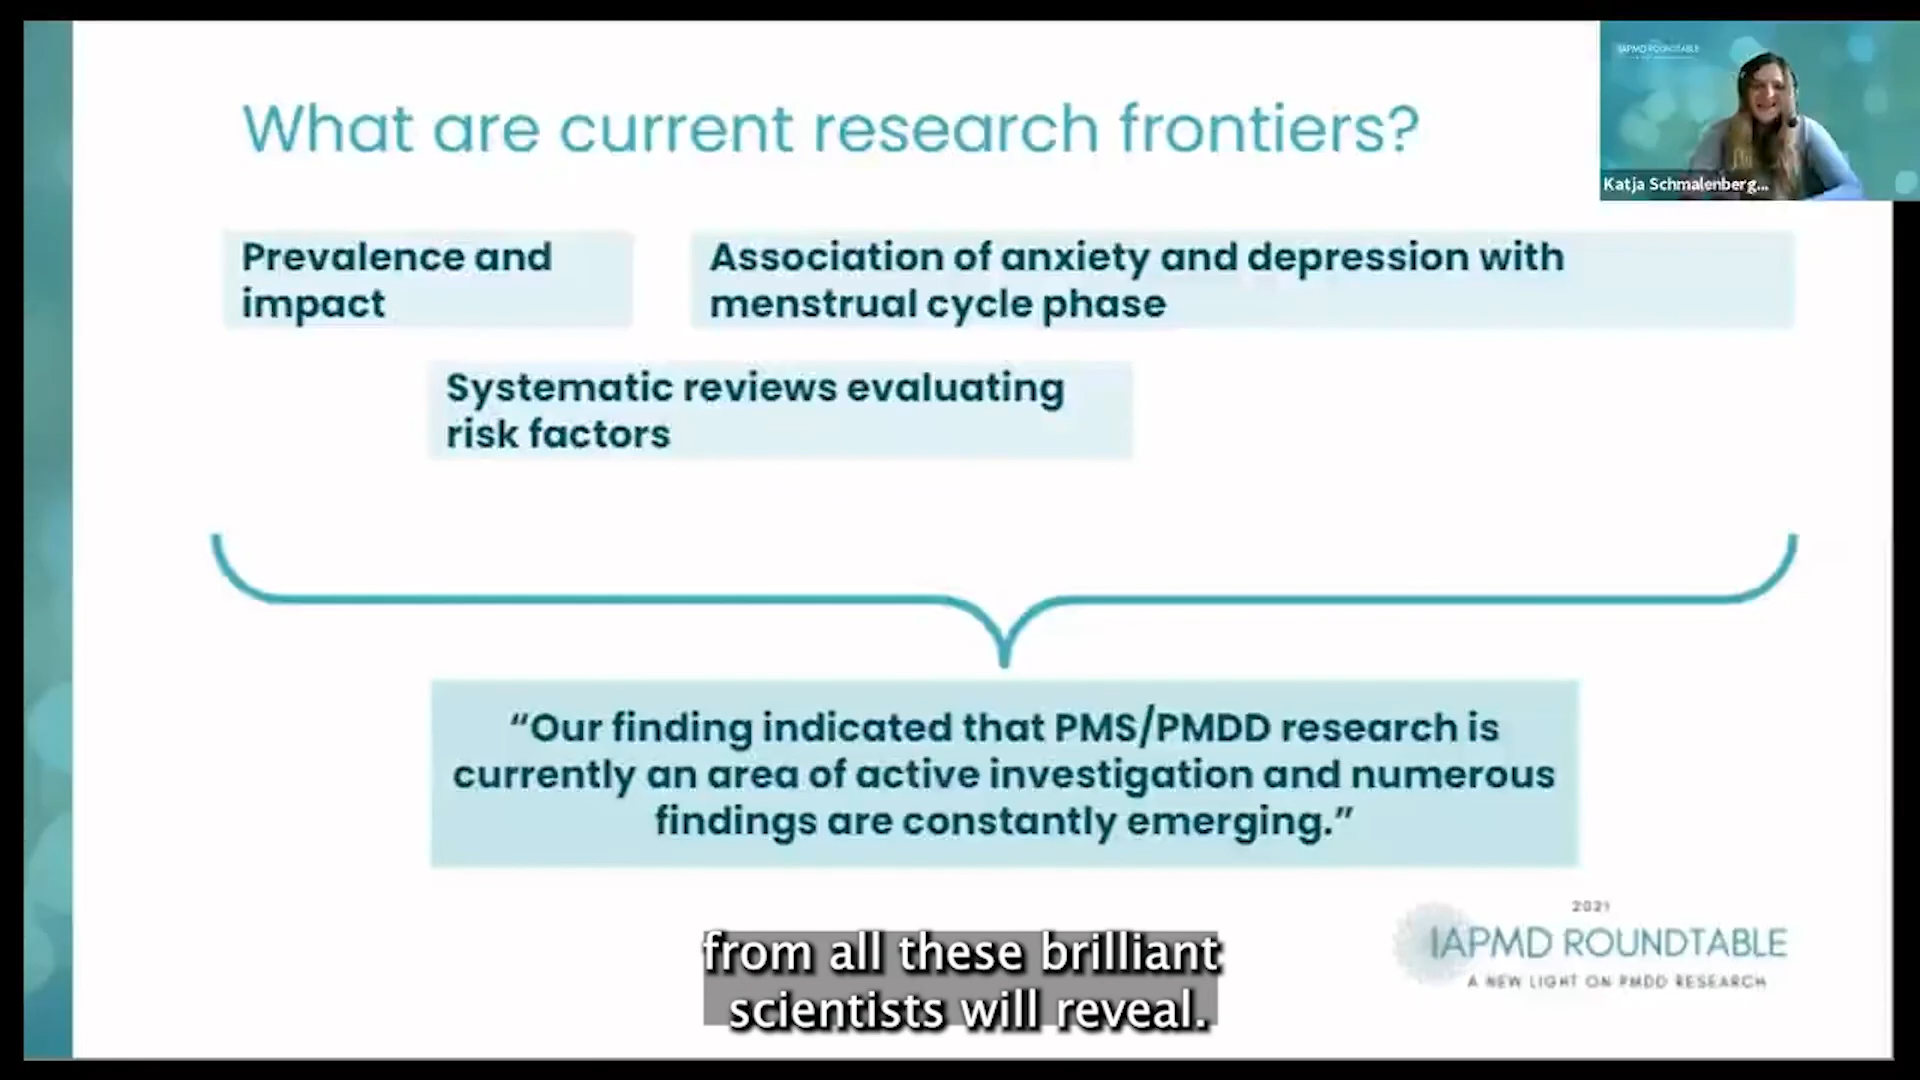 What are current research frontiers?
IAPMD ROUNDTABLE
Katja Schmalenberg...
Prevalence and
impact
Association of anxiety and depression with
menstrual cycle phase
Systematic reviews evaluating
risk factors
“Our finding indicated that PMS/PMDD research is
currently an area of active investigation and numerous
findings are constantly emerging.”
2021
IAPMD ROUNDTABLE
A NEW LIGHT ON PMDD RESEARCH
from all these brilliant
scientists will reveal.